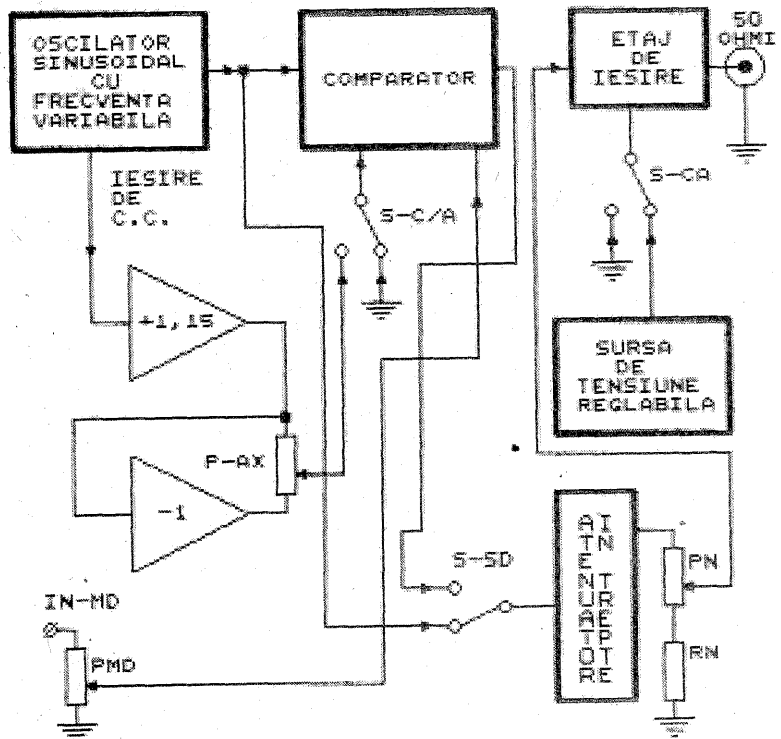 OSCILATOR
SINUSOIDAL
CU
FRECVENTA
VARIABILA
COMPARATOR
ETAJ
DE
IESIRE
50
OHMI
IESIRE
DE
C.C.
S-C/A
S-CA
+1,15
SURSA
DE
TENSIUNE
REGLABILA
P-AX
-1
S-SD
ATENUATOR
IN TREPTE
PN
IN-MD
PMD
RN